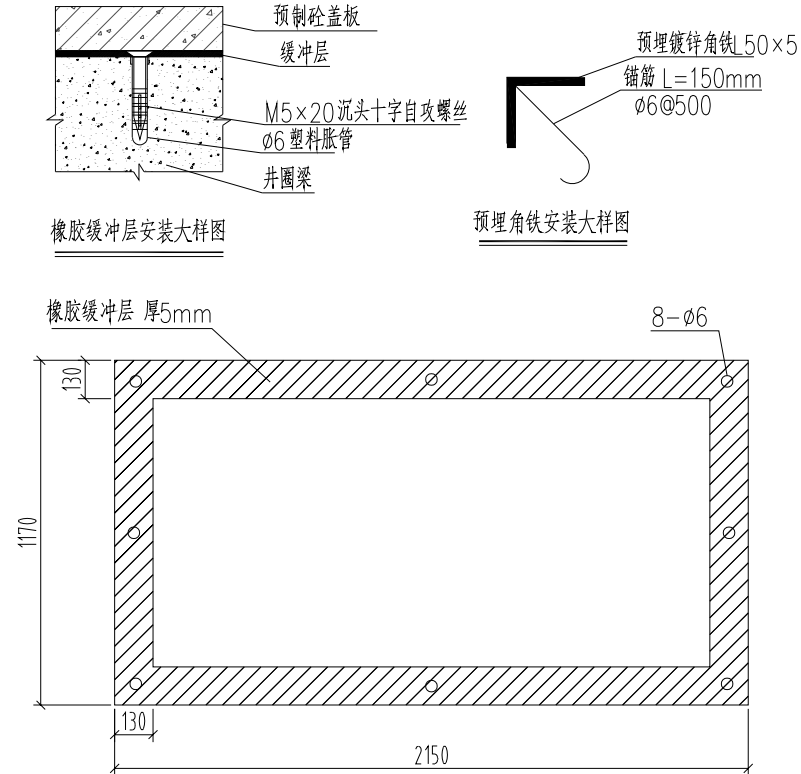 预制砼盖板
缓冲层
M5×20沉头十字自攻螺丝
ø6塑料胀管
井圈梁
橡胶缓冲层安装大样图
预埋镀锌角铁L50×5
锚筋 L=150mm
ø6@500
预埋角铁安装大样图
橡胶缓冲层 厚5mm
8-ø6
130
1170
130
2150